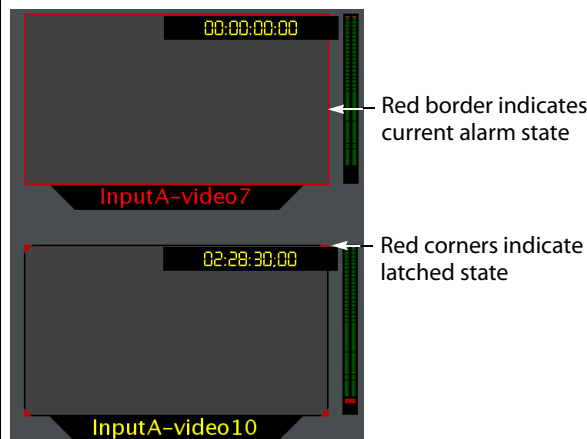 00:00:00:00
Red border indicates
current alarm state
InputA-video7
Red corners indicate
latched state
02:28:30;00
InputA-video10